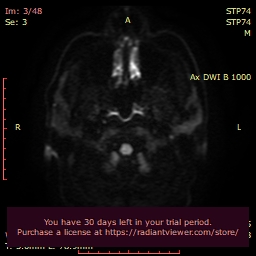 Im: 3/48
Se: 3
A
STP74
STP74
M
Ax DWI B 1000
R
L
You have 30 days left in your trial period.
Purchase a license at https://radiantviewer.com/store/